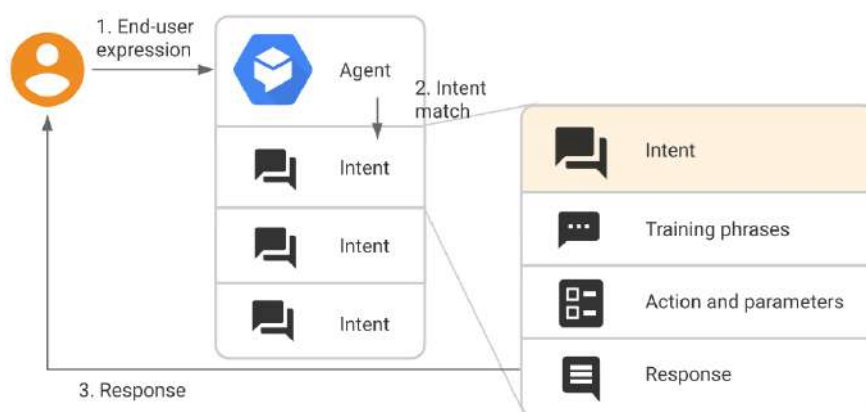 1. End-user
expression
Agent
2. Intent
match
Intent
Intent
Intent
Intent
Training phrases
Action and parameters
Response
3. Response